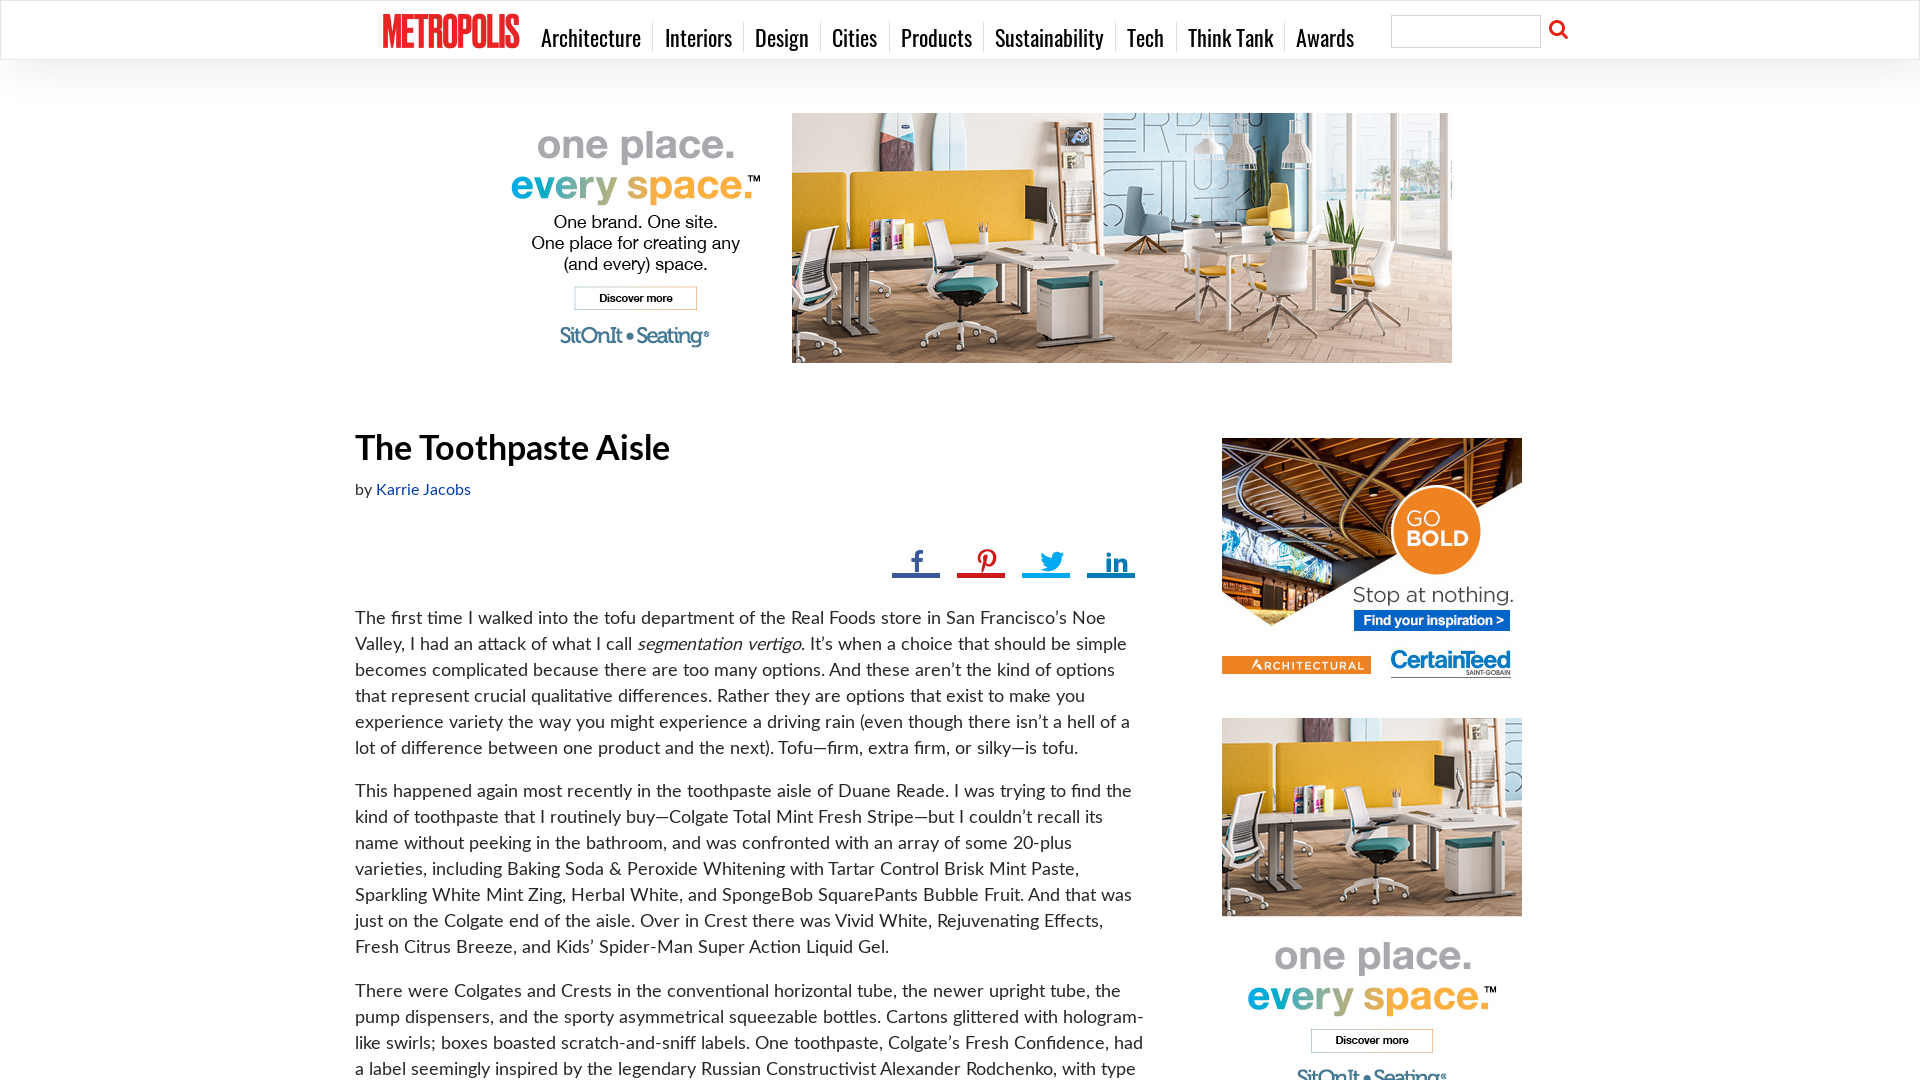 METROPOLIS
Architecture
Interiors
Design
Cities
Products
Sustainability
Tech
Think Tank
Awards
one place.
every space.™
One brand. One site.
One place for creating any
(and every) space.
Discover more
SitOnIt • Seating®
The Toothpaste Aisle
by Karrie Jacobs
The first time I walked into the tofu department of the Real Foods store in San Francisco’s Noe
Valley, I had an attack of what I call segmentation vertigo. It’s when a choice that should be simple
becomes complicated because there are too many options. And these aren’t the kind of options
that represent crucial qualitative differences. Rather they are options that exist to make you
experience variety the way you might experience a driving rain (even though there isn’t a hell of a
lot of difference between one product and the next). Tofu—firm, extra firm, or silky—is tofu.
This happened again most recently in the toothpaste aisle of Duane Reade. I was trying to find the
kind of toothpaste that I routinely buy—Colgate Total Mint Fresh Stripe—but I couldn’t recall its
name without peeking in the bathroom, and was confronted with an array of some 20-plus
varieties, including Baking Soda & Peroxide Whitening with Tartar Control Brisk Mint Paste,
Sparkling White Mint Zing, Herbal White, and SpongeBob SquarePants Bubble Fruit. And that was
just on the Colgate end of the aisle. Over in Crest there was Vivid White, Rejuvenating Effects,
Fresh Citrus Breeze, and Kids’ Spider-Man Super Action Liquid Gel.
There were Colgates and Crests in the conventional horizontal tube, the newer upright tube, the
pump dispensers, and the sporty asymmetrical squeezable bottles. Cartons glittered with hologram-
like swirls; boxes boasted scratch-and-sniff labels. One toothpaste, Colgate’s Fresh Confidence, had
a label seemingly inspired by the legendary Russian Constructivist Alexander Rodchenko, with type
GO
BOLD
Stop at nothing.
Find your inspiration >
ARCHITECTURAL
CertainTeed
SAINT-GOBAIN
one place.
every space.™
Discover more
SitOnIt • Seating®